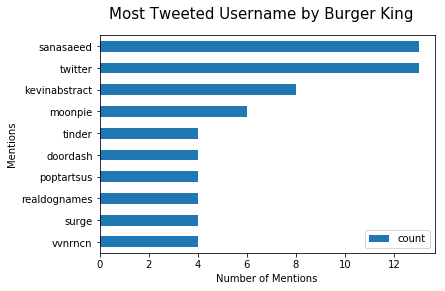 Most Tweeted Username by Burger King
sanasaeed
twitter
kevinabstract
moonpie
tinder
doordash
poptartsus
realdognames
surge
vvnrncn
Mentions
count
0 2 4 6 8 10 12
Number of Mentions